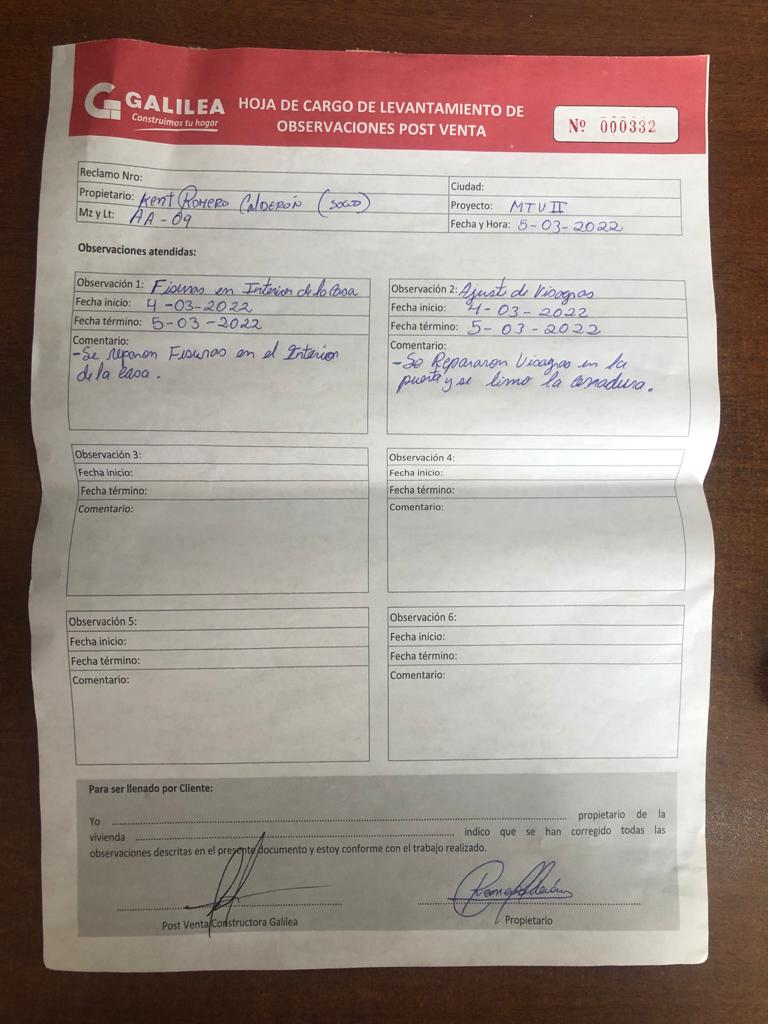 GALILEA
Construimos tu hogar
HOJA DE CARGO DE LEVANTAMIENTO DE
OBSERVACIONES POST VENTA
Nº 000332
Reclamo Nro:
Propietario: Kent Romero Calderón (socio)
Mz y Lt: AA-09
Ciudad:
Proyecto: MTV II
Fecha y Hora: 5-03-2022
Observaciones atendidas:
Observación 1: Fisuras en Interior de la Casa
Fecha inicio: 4-03-2022
Fecha término: 5-03-2022
Comentario:
-Se reparon Fisuras en el Interior
de la casa.
Observación 2: Ajuste de Visagras
Fecha inicio: 4-03-2022
Fecha término: 5-03-2022
Comentario:
-Se Repararon Visagras en la
puerta y se limo la cerradura.
Observación 3:
Fecha inicio:
Fecha término:
Comentario:
Observación 4:
Fecha inicio:
Fecha término:
Comentario:
Observación 5:
Fecha inicio:
Fecha término:
Comentario:
Observación 6:
Fecha inicio:
Fecha término:
Comentario:
Para ser llenado por Cliente:
Yo ........ propietario de la
vivienda ........ indico que se han corregido todas las
observaciones descritas en el presente documento y estoy conforme con el trabajo realizado.
Post Venta Constructora Galilea
Propietario